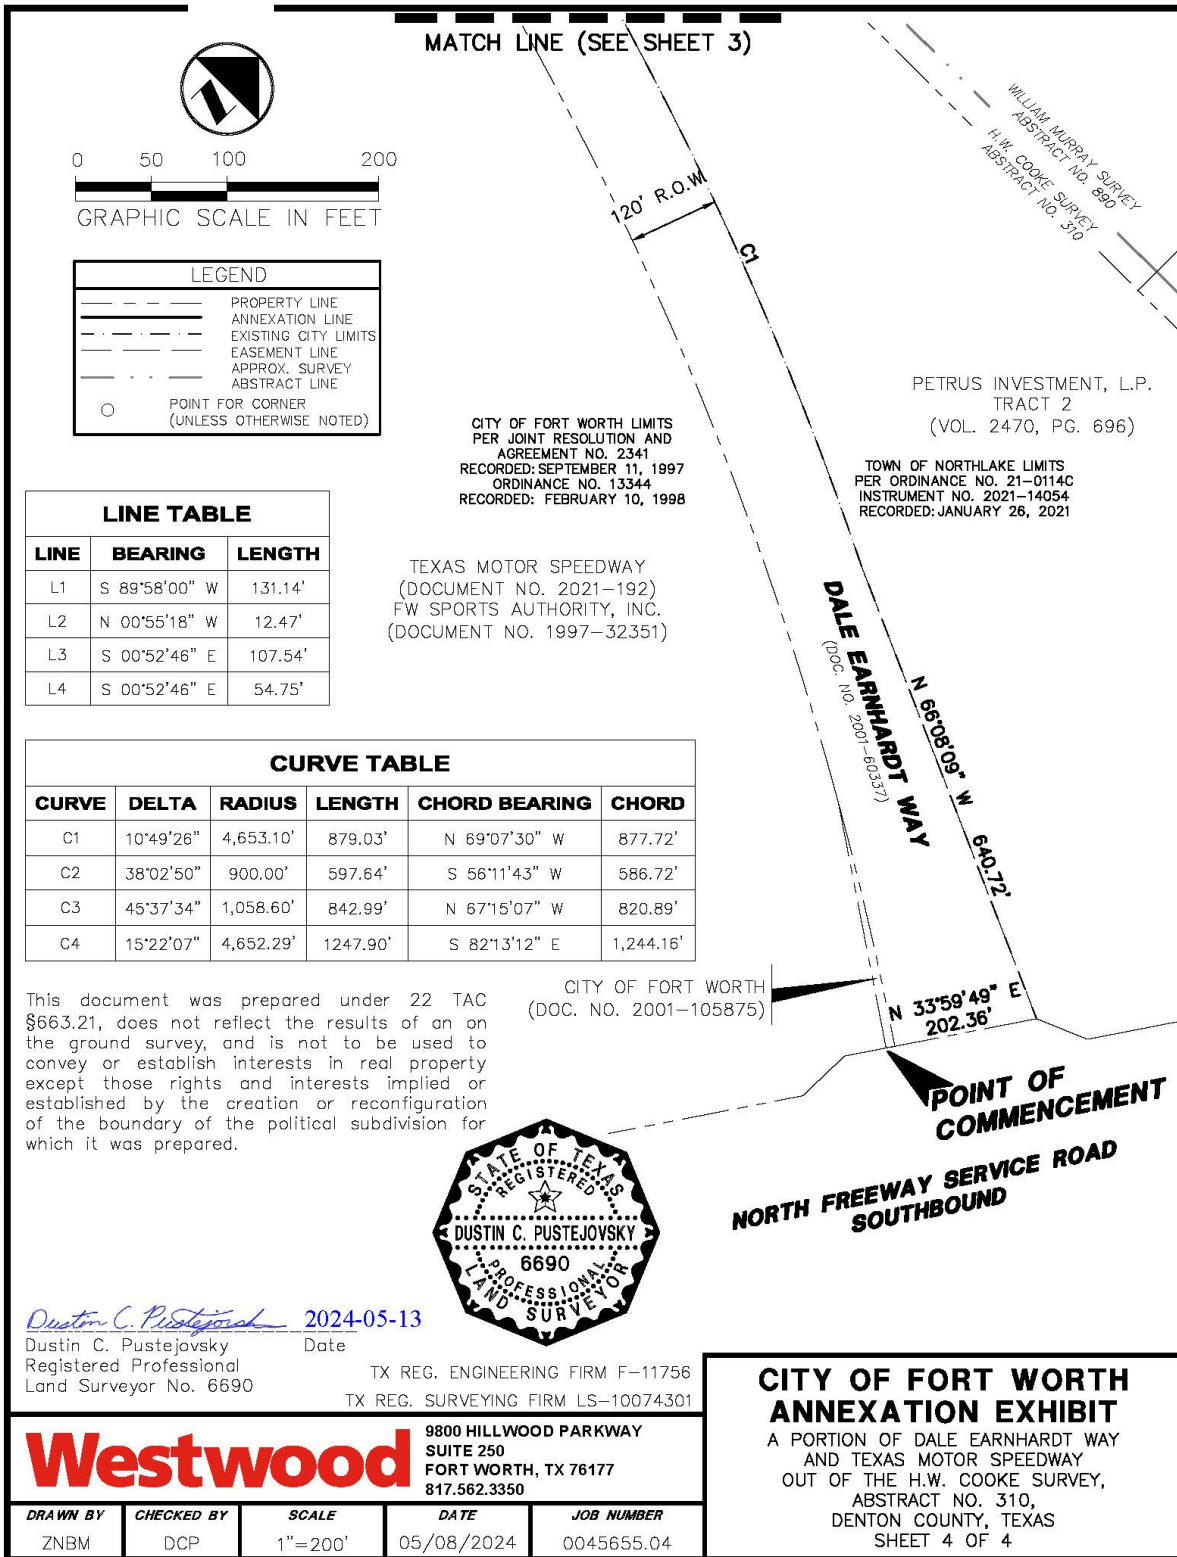 MATCH LINE (SEE SHEET 3)
N
0 50 100 200
GRAPHIC SCALE IN FEET
LEGEND
PROPERTY LINE
ANNEXATION LINE
EXISTING CITY LIMITS
EASEMENT LINE
APPROX. SURVEY
ABSTRACT LINE
POINT FOR CORNER
(UNLESS OTHERWISE NOTED)
WILLIAM MURRAY SURVEY
ABSTRACT NO. 890
H.W. COOKE SURVEY
ABSTRACT NO. 310
120' R.O.W.
C1
PETRUS INVESTMENT, L.P.
TRACT 2
(VOL. 2470, PG. 696)
CITY OF FORT WORTH LIMITS
PER JOINT RESOLUTION AND
AGREEMENT NO. 2341
RECORDED: SEPTEMBER 11, 1997
ORDINANCE NO. 13344
RECORDED: FEBRUARY 10, 1998
TOWN OF NORTHLAKE LIMITS
PER ORDINANCE NO. 21-0114C
INSTRUMENT NO. 2021-14054
RECORDED: JANUARY 26, 2021
TEXAS MOTOR SPEEDWAY
(DOCUMENT NO. 2021-192)
FW SPORTS AUTHORITY, INC.
(DOCUMENT NO. 1997-32351)
DALE EARNHARDT WAY
(DOC. NO. 2001-60337)
N 66°08'09" W 640.72'
LINE TABLE
LINE BEARING LENGTH
L1 S 89°58'00" W 131.14'
L2 N 00°55'18" W 12.47'
L3 S 00°52'46" E 107.54'
L4 S 00°52'46" E 54.75'
CURVE TABLE
CURVE DELTA RADIUS LENGTH CHORD BEARING CHORD
C1 10°49'26" 4,653.10' 879.03' N 69°07'30" W 877.72'
C2 38°02'50" 900.00' 597.64' S 56°11'43" W 586.72'
C3 45°37'34" 1,058.60' 842.99' N 67°15'07" W 820.89'
C4 15°22'07" 4,652.29' 1247.90' S 82°13'12" E 1,244.16'
CITY OF FORT WORTH
(DOC. NO. 2001-105875)
N 33°59'49" E
202.36'
POINT OF
COMMENCEMENT
NORTH FREEWAY SERVICE ROAD
SOUTHBOUND
This document was prepared under 22 TAC
§663.21, does not reflect the results of an on
the ground survey, and is not to be used to
convey or establish interests in real property
except those rights and interests implied or
established by the creation or reconfiguration
of the boundary of the political subdivision for
which it was prepared.
STATE OF TEXAS
REGISTERED
DUSTIN C. PUSTEJOVSKY
6690
PROFESSIONAL
LAND SURVEYOR
Dustin C. Pustejovsky 2024-05-13
Dustin C. Pustejovsky Date
Registered Professional
Land Surveyor No. 6690
TX REG. ENGINEERING FIRM F-11756
TX REG. SURVEYING FIRM LS-10074301
Westwood
9800 HILLWOOD PARKWAY
SUITE 250
FORT WORTH, TX 76177
817.562.3350
DRAWN BY CHECKED BY SCALE DATE JOB NUMBER
ZNBM DCP 1"=200' 05/08/2024 0045655.04
CITY OF FORT WORTH
ANNEXATION EXHIBIT
A PORTION OF DALE EARNHARDT WAY
AND TEXAS MOTOR SPEEDWAY
OUT OF THE H.W. COOKE SURVEY,
ABSTRACT NO. 310,
DENTON COUNTY, TEXAS
SHEET 4 OF 4